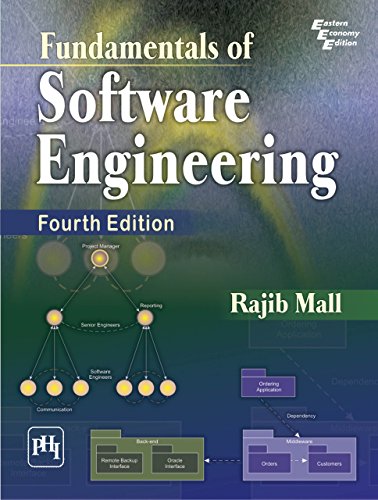 Eastern
Economy
Edition
Fundamentals of
Software
Engineering
Fourth Edition
Project Manager
Reporting
Senior Engineers
Software
Engineers
Communication
Rajib Mall
Ordering
Application
Dependency
Back-end
Remote Backup
Interface
Oracle
Interface
Middleware
Orders
Customers
PHI